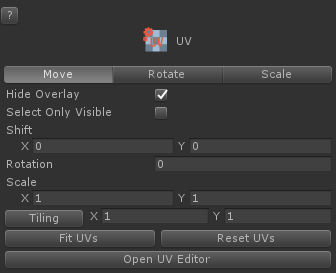 ?
UV
Move Rotate Scale
Hide Overlay
Select Only Visible
Shift
X 0 Y 0
Rotation 0
Scale
X 1 Y 1
Tiling X 1 Y 1
Fit UVs Reset UVs
Open UV Editor